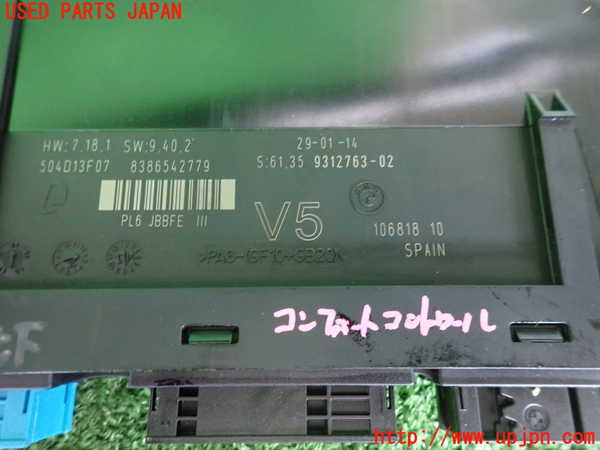 USED PARTS JAPAN
HW:7.18.1 SW:9,40,2
29-01-14
504D13F07 8386542779
S:61.35 9312763-02
PL6 JBBFE III
V5
106818 10
>PA6-(GF10+GB20)<
SPAIN
コンフォートコントロール
http://www.upjpn.com/